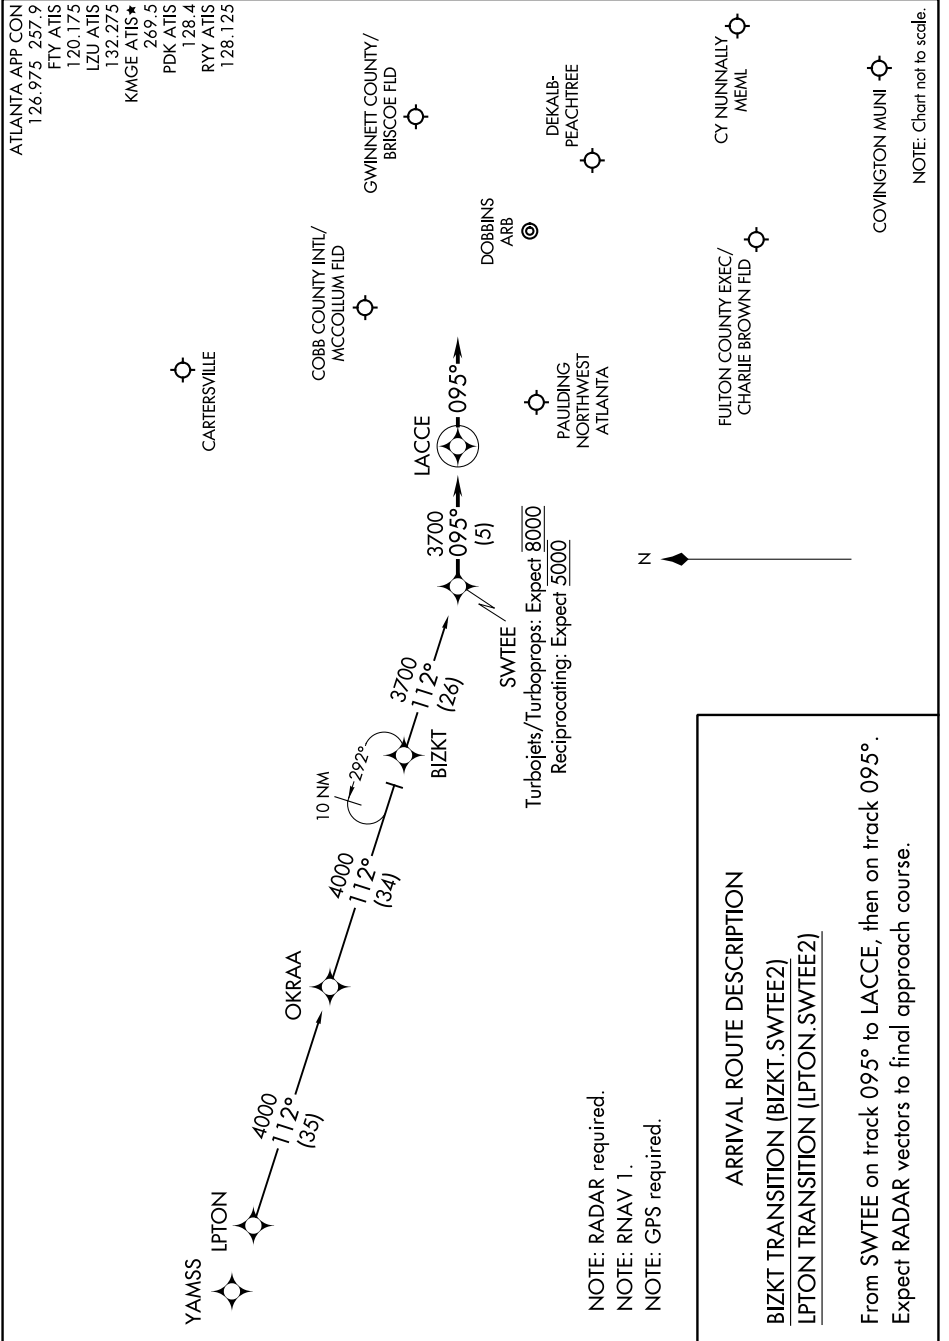 ATLANTA APP CON
126.975 257.9
FTY ATIS
120.175
LZU ATIS
132.275
KMGE ATIS★
269.5
PDK ATIS
128.4
RYY ATIS
128.125
GWINNETT COUNTY/
BRISCOE FLD
DEKALB-
PEACHTREE
CY NUNNALLY
MEML
COVINGTON MUNI
NOTE: Chart not to scale.
DOBBINS
ARB
COBB COUNTY INTL/
MCCOLLUM FLD
FULTON COUNTY EXEC/
CHARLIE BROWN FLD
CARTERSVILLE
PAULDING
NORTHWEST
ATLANTA
LACCE
095°
3700
095°
(5)
SWTEE
Turbojets/Turboprops: Expect 8000
Reciprocating: Expect 5000
N
3700
112°
(26)
BIZKT
10 NM
292°
4000
112°
(34)
OKRAA
4000
112°
(35)
LPTON
YAMSS
NOTE: RADAR required.
NOTE: RNAV 1.
NOTE: GPS required.
ARRIVAL ROUTE DESCRIPTION
BIZKT TRANSITION (BIZKT.SWTEE2)
LPTON TRANSITION (LPTON.SWTEE2)
From SWTEE on track 095° to LACCE, then on track 095°.
Expect RADAR vectors to final approach course.